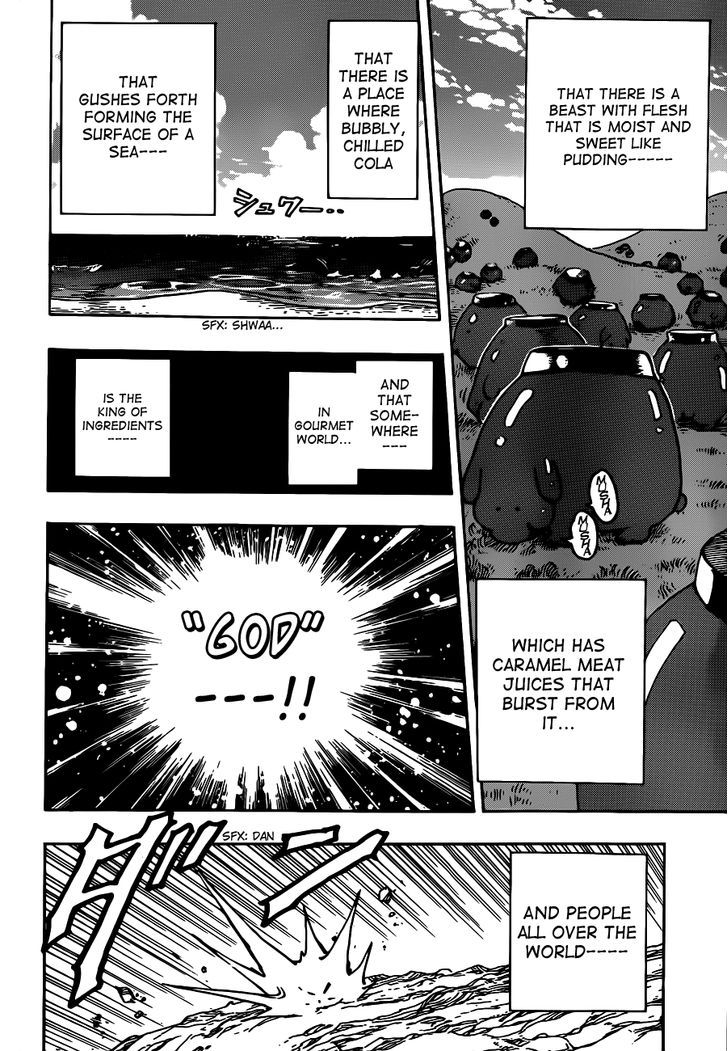 THAT THERE IS A
BEAST WITH FLESH
THAT IS MOIST AND
SWEET LIKE
PUDDING-----
MUSHA
MUSHA
WHICH HAS
CARAMEL MEAT
JUICES THAT
BURST FROM
IT...
THAT
THERE IS
A PLACE
WHERE
BUBBLY,
CHILLED
COLA
THAT
GUSHES FORTH
FORMING THE
SURFACE OF A
SEA---
シュワー・・
SFX: SHWAA...
AND
THAT
SOME-
WHERE
---
IN
GOURMET
WORLD...
IS THE
KING OF
INGREDIENTS
----
"GOD"
---!!
ダン
SFX: DAN
AND PEOPLE
ALL OVER THE
WORLD----